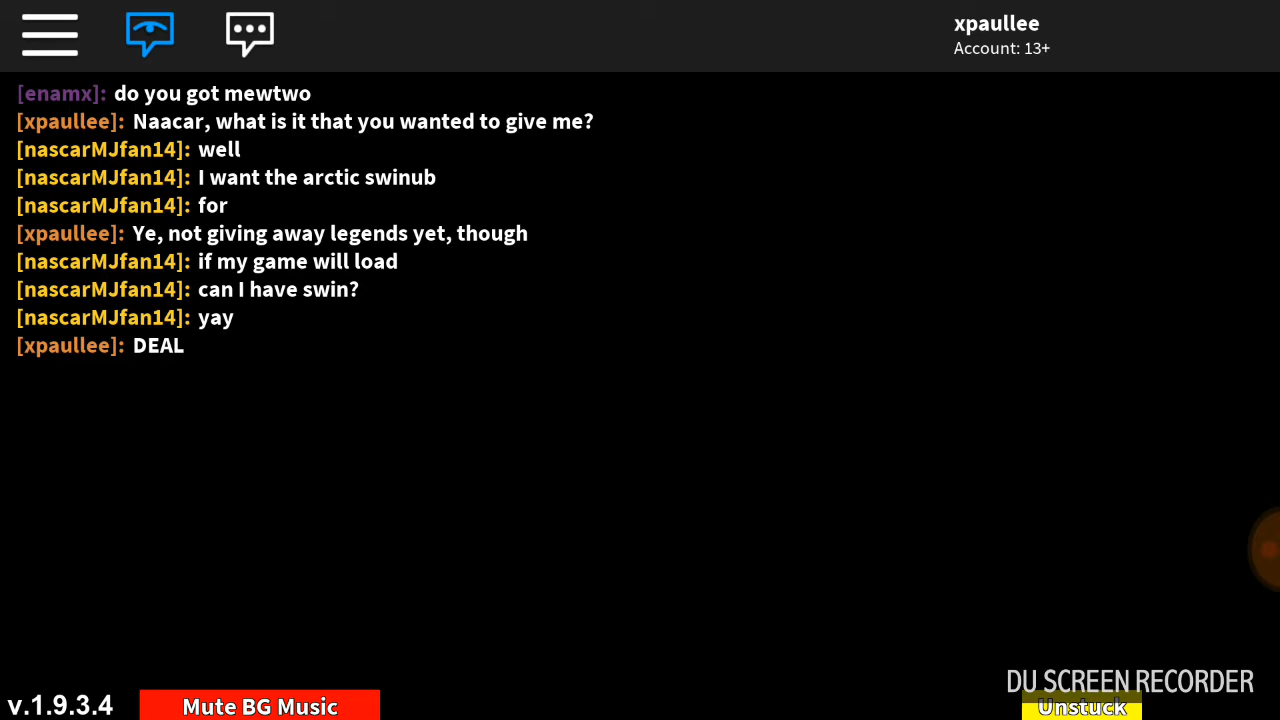 xpaullee
Account: 13+
[enamx]: do you got mewtwo
[xpaullee]: Naacar, what is it that you wanted to give me?
[nascarMJfan14]: well
[nascarMJfan14]: I want the arctic swinub
[nascarMJfan14]: for
[xpaullee]: Ye, not giving away legends yet, though
[nascarMJfan14]: if my game will load
[nascarMJfan14]: can I have swin?
[nascarMJfan14]: yay
[xpaullee]: DEAL
DU SCREEN RECORDER
v.1.9.3.4
Mute BG Music
Unstuck